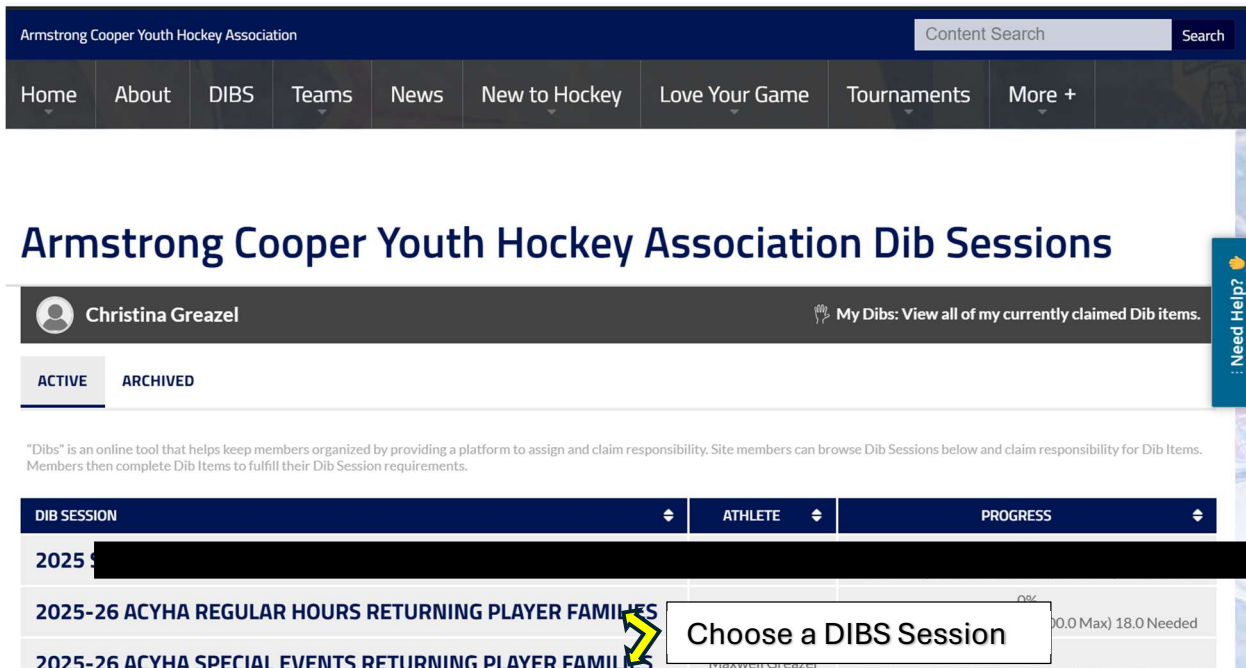 Armstrong Cooper Youth Hockey Association
Content Search
Search
Home About DIBS Teams News New to Hockey Love Your Game Tournaments More +
Armstrong Cooper Youth Hockey Association Dib Sessions
Need Help?
Christina Greazel
My Dibs: View all of my currently claimed Dib items.
ACTIVE ARCHIVED
"Dibs" is an online tool that helps keep members organized by providing a platform to assign and claim responsibility. Site members can browse Dib Sessions below and claim responsibility for Dib Items.
Members then complete Dib Items to fulfill their Dib Session requirements.
DIB SESSION ATHLETE PROGRESS
2025
2025-26 ACYHA REGULAR HOURS RETURNING PLAYER FAMILIES
Max) 18.0 Needed
Choose a DIBS Session
2025-26 ACYHA SPECIAL EVENTS RETURNING PLAYER FAMILIES
Maxwell Greazel